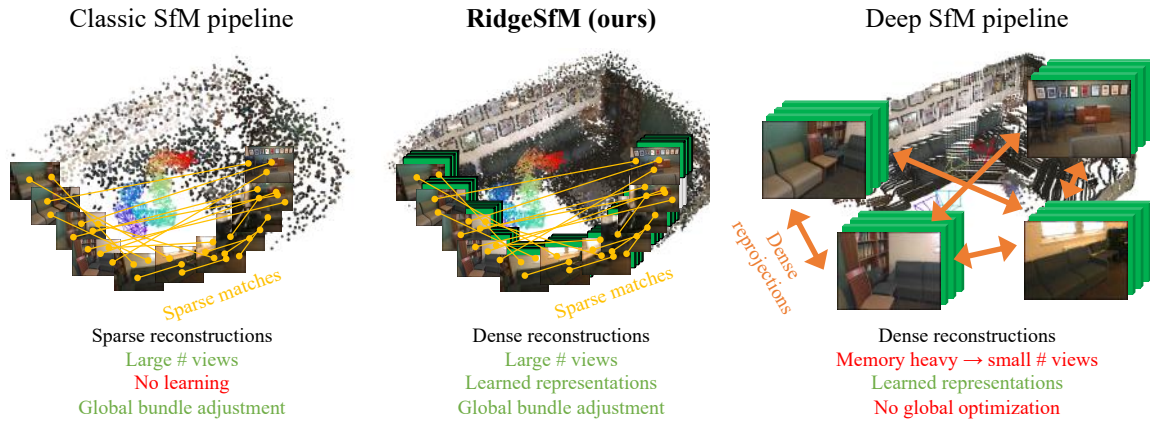 Classic SfM pipeline
RidgeSfM (ours)
Deep SfM pipeline
Sparse matches
Sparse matches
Dense
reprojections
Sparse reconstructions
Large # views
No learning
Global bundle adjustment
Dense reconstructions
Large # views
Learned representations
Global bundle adjustment
Dense reconstructions
Memory heavy → small # views
Learned representations
No global optimization